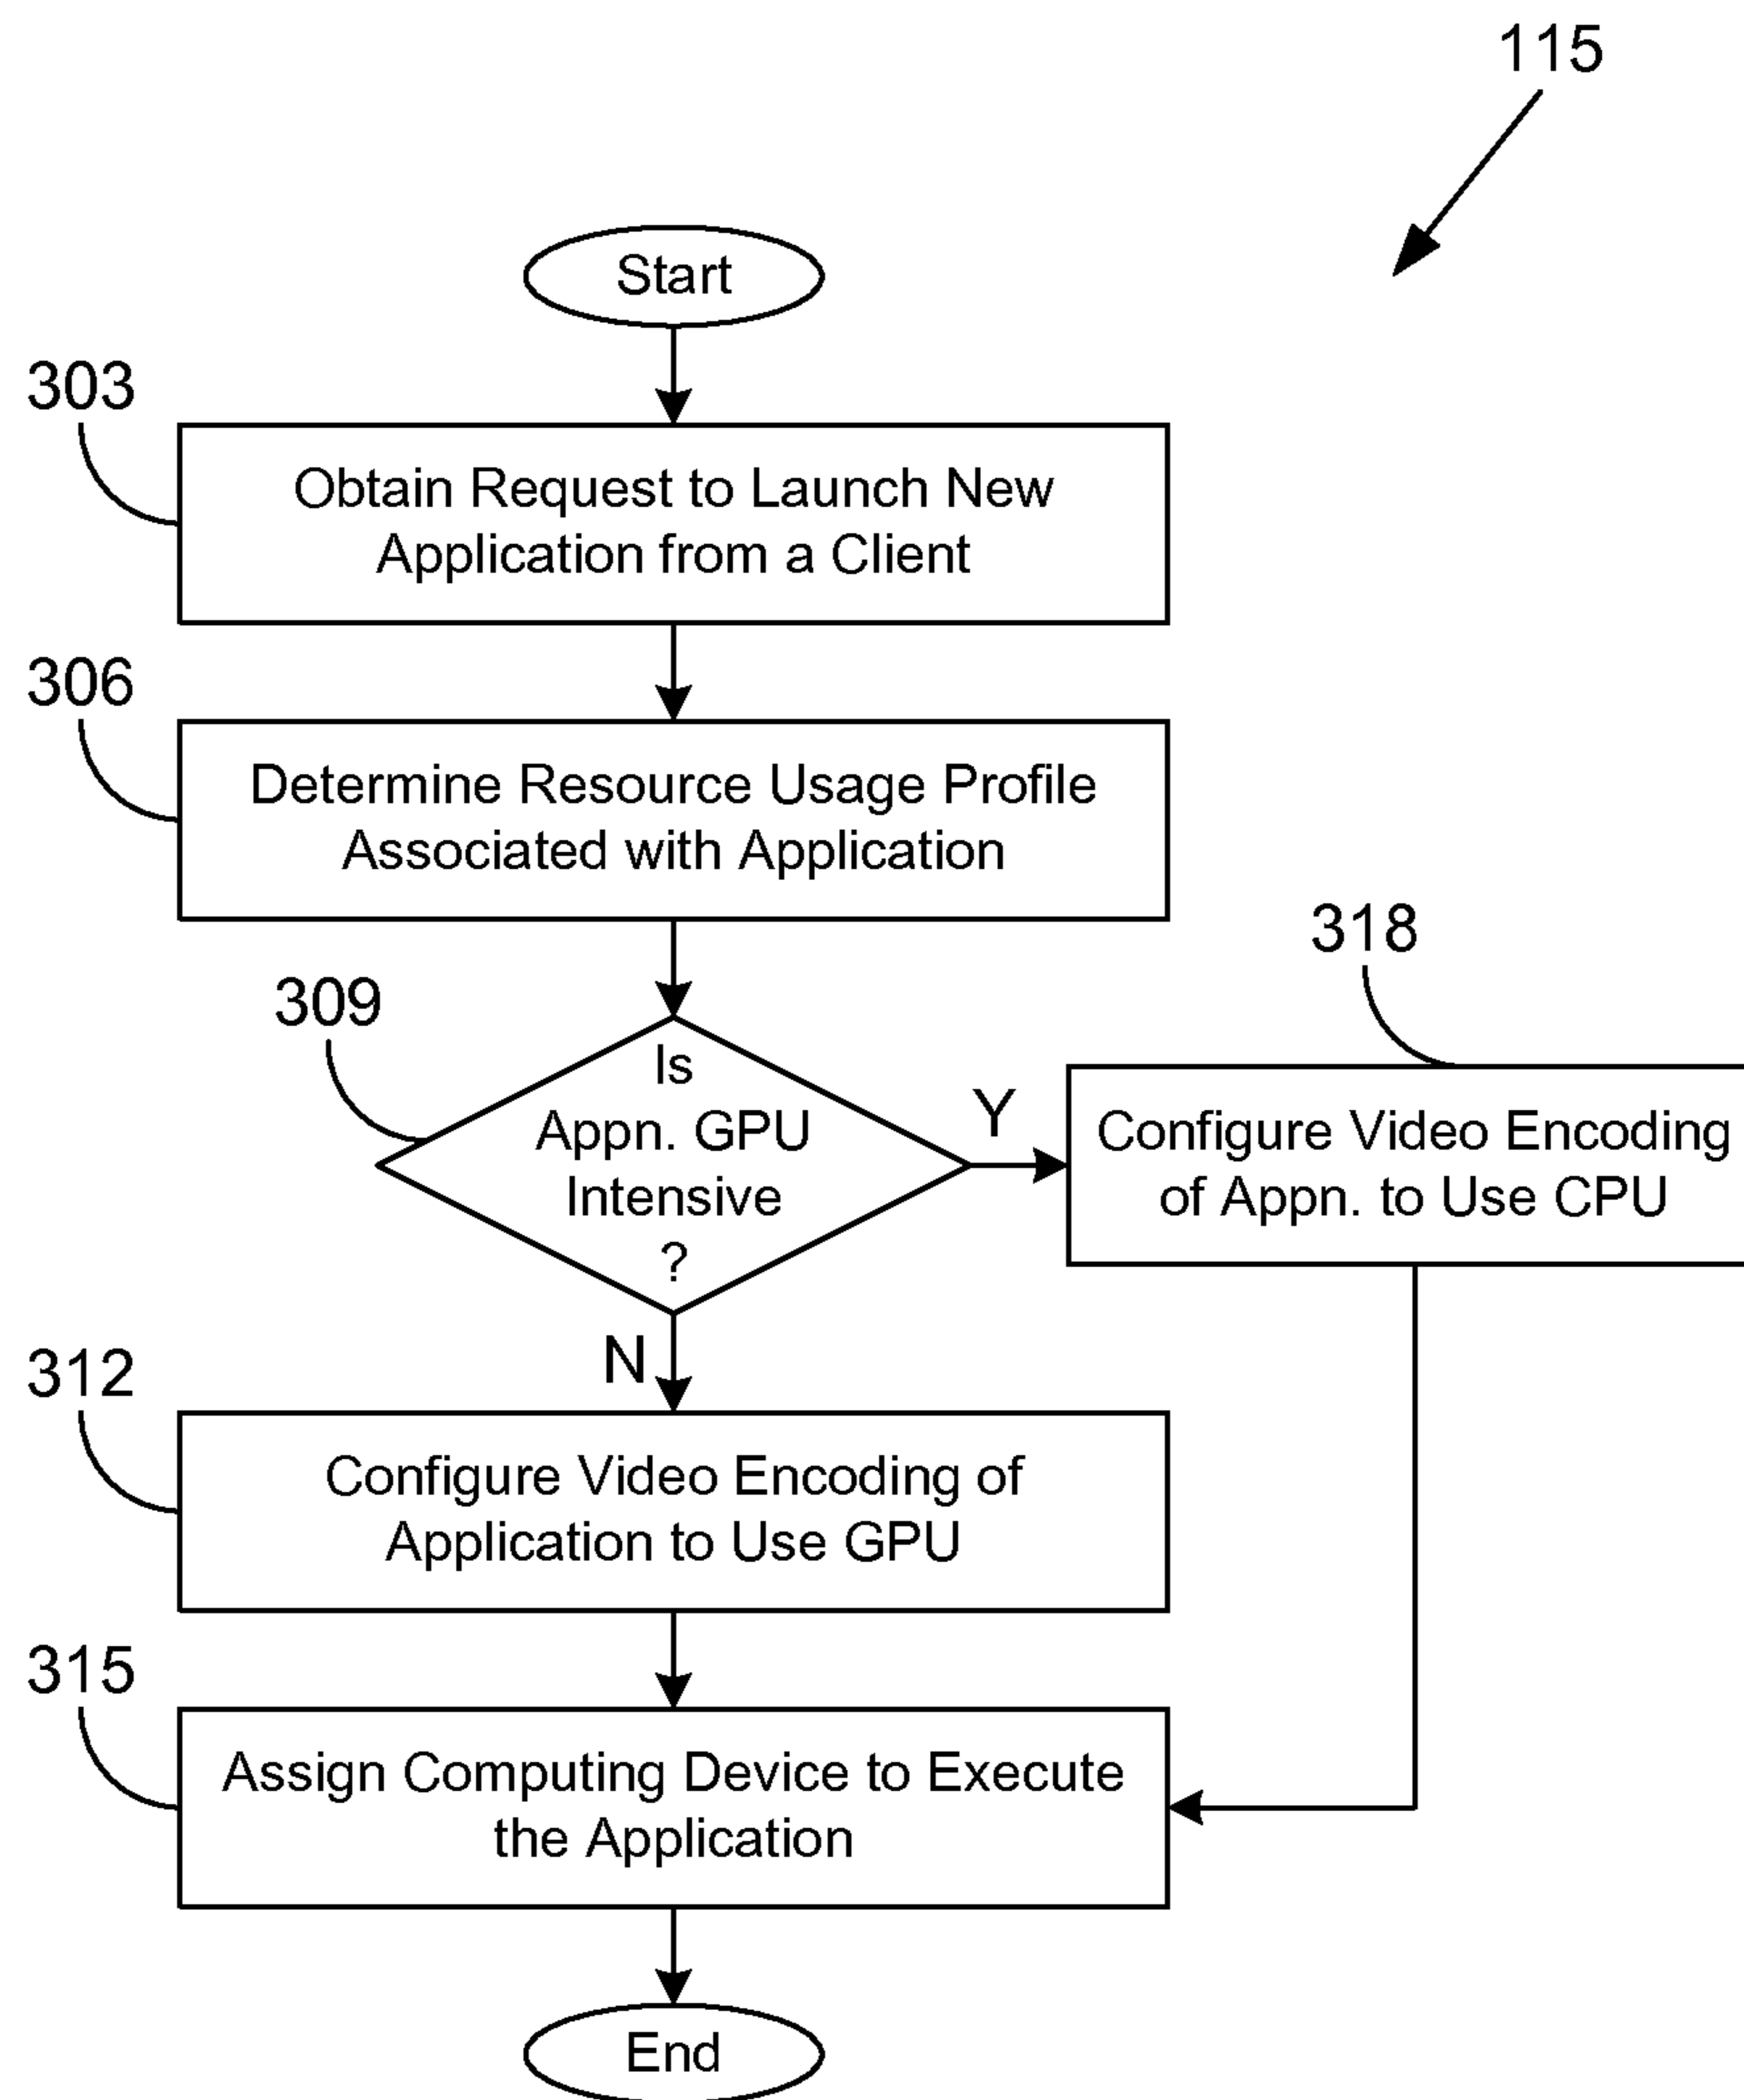 115
Start
303
Obtain Request to Launch New
Application from a Client
306
Determine Resource Usage Profile
Associated with Application
318
309
Is
Appn. GPU
Intensive
?
Y
Configure Video Encoding
of Appn. to Use CPU
N
312
Configure Video Encoding of
Application to Use GPU
315
Assign Computing Device to Execute
the Application
End